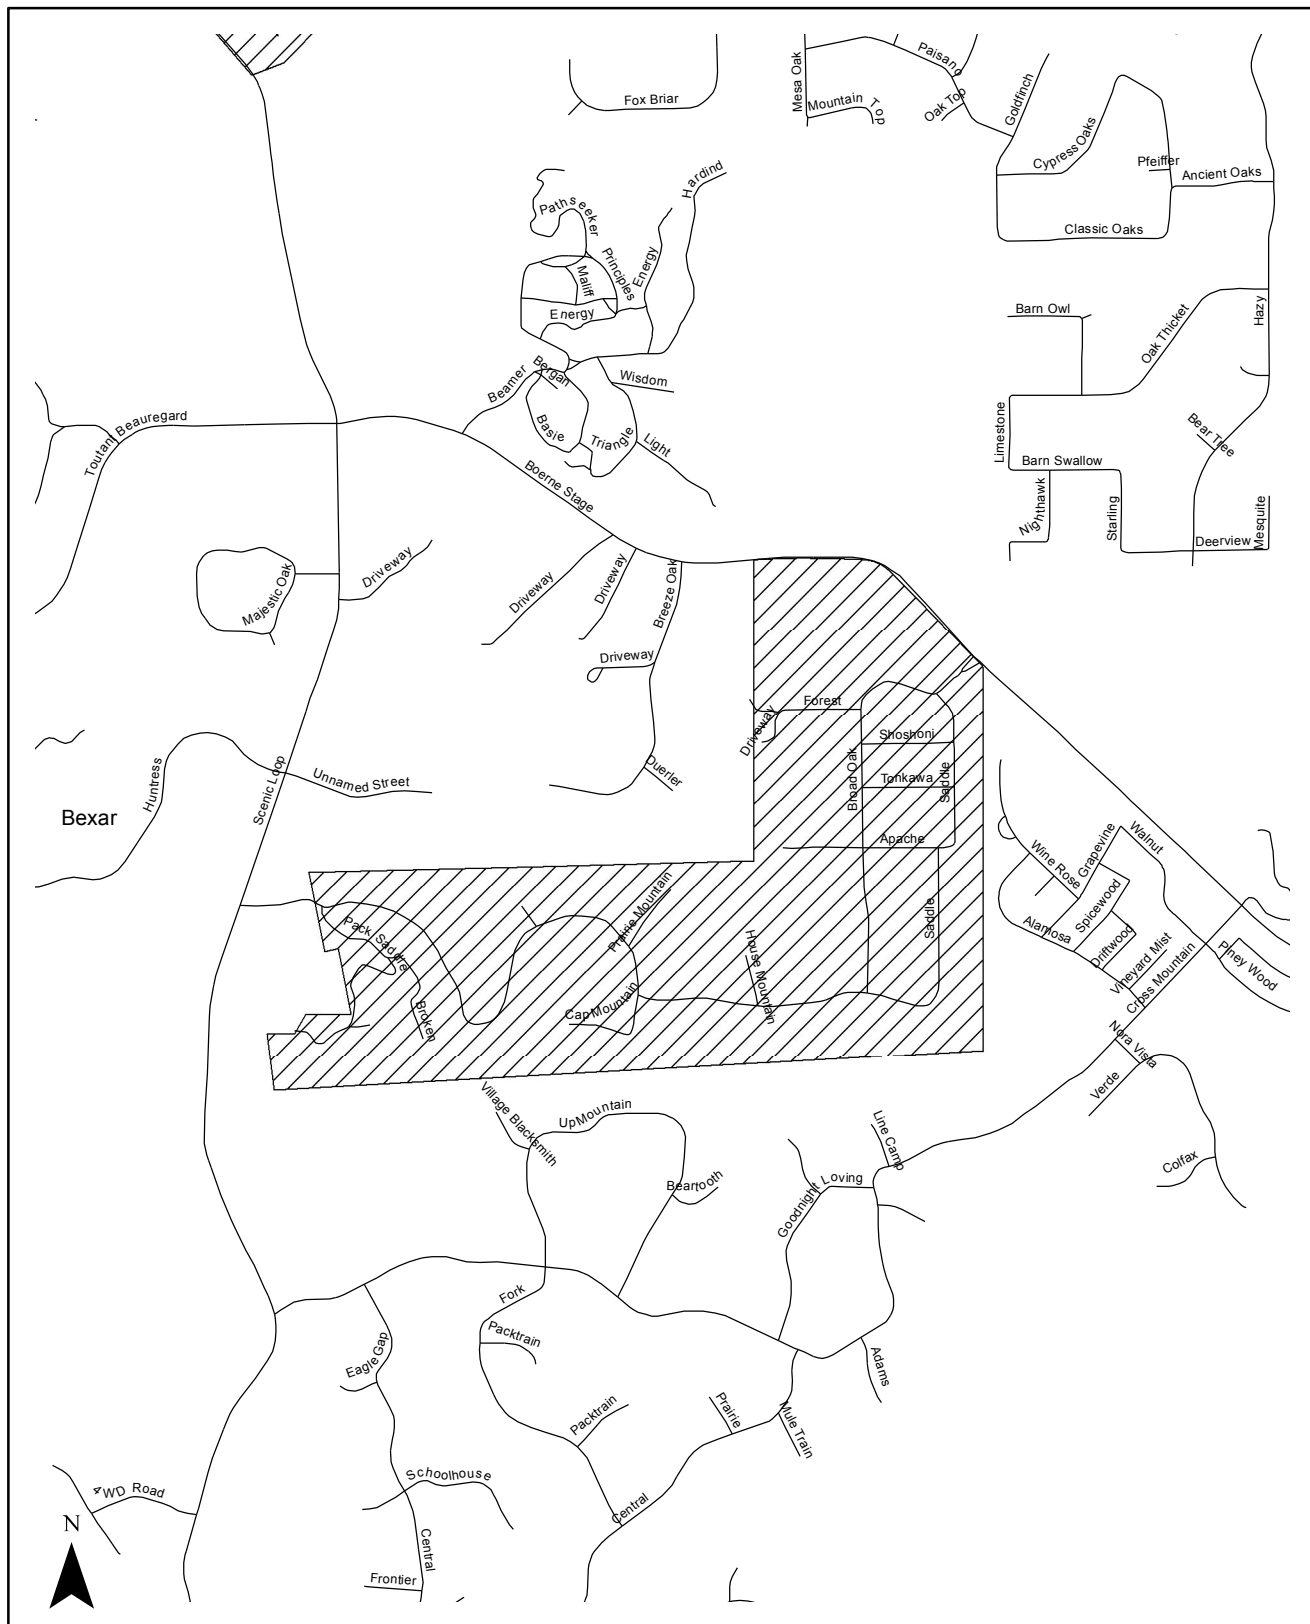 Mesa Oak
Paisano
Goldfinch
Fox Briar
Mountain Top
Oak Top
Cypress Oaks
Pfeiffer
Ancient Oaks
Hardind
Pathseeker
Classic Oaks
Principles
Energy
Maliff
Energy
Barn Owl
Hazy
Oak Thicket
Bergan
Beamer
Wisdom
Toutant Beauregard
Basie
Triangle
Light
Limestone
Bear Tree
Boerne Stage
Barn Swallow
Nighthawk
Starling
Mesquite
Deerview
Driveway
Majestic Oak
Driveway
Driveway
Breeze Oak
Driveway
Forest
Driveway
Shoshoni
Duerler
Broad Oak
Tonkawa
Saddle
Huntress
Scenic Loop
Unnamed Street
Bexar
Apache
Wine Rose
Grapevine
Walnut
Prairie Mountain
Pack Saddle
Saddle
Spicewood
Alamosa
Driftwood
House Mountain
Vineyard Mist
Cross Mountain
Piney Wood
Broken
Cap Mountain
Nora Vista
Verde
Village Blacksmith
UpMountain
Line Camp
Colfax
Beartooth
Loving
Goodnight
Fork
Packtrain
Eagle Gap
Adams
Packtrain
Prairie
Mule Train
Schoolhouse
4WD Road
Central
Central
N
Frontier